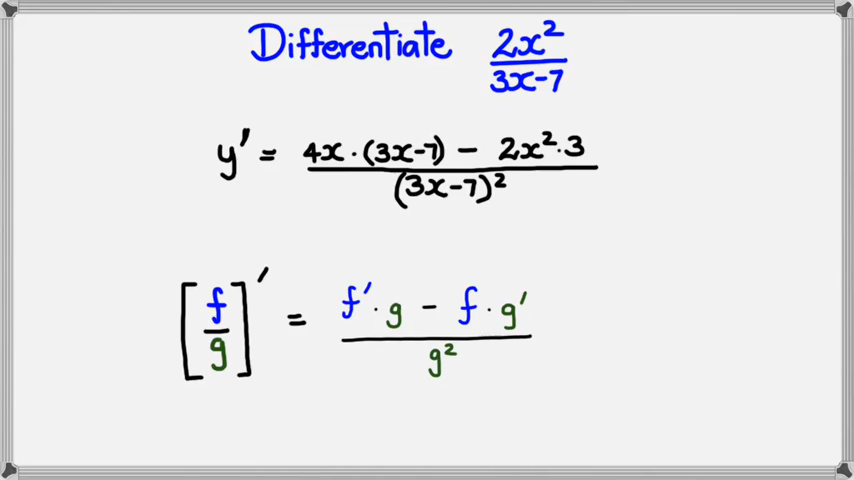 Differentiate 2x²/3x-7
y' = 4x·(3x-7) - 2x²·3/(3x-7)²
[f/g]' = f'·g - f·g'/g²